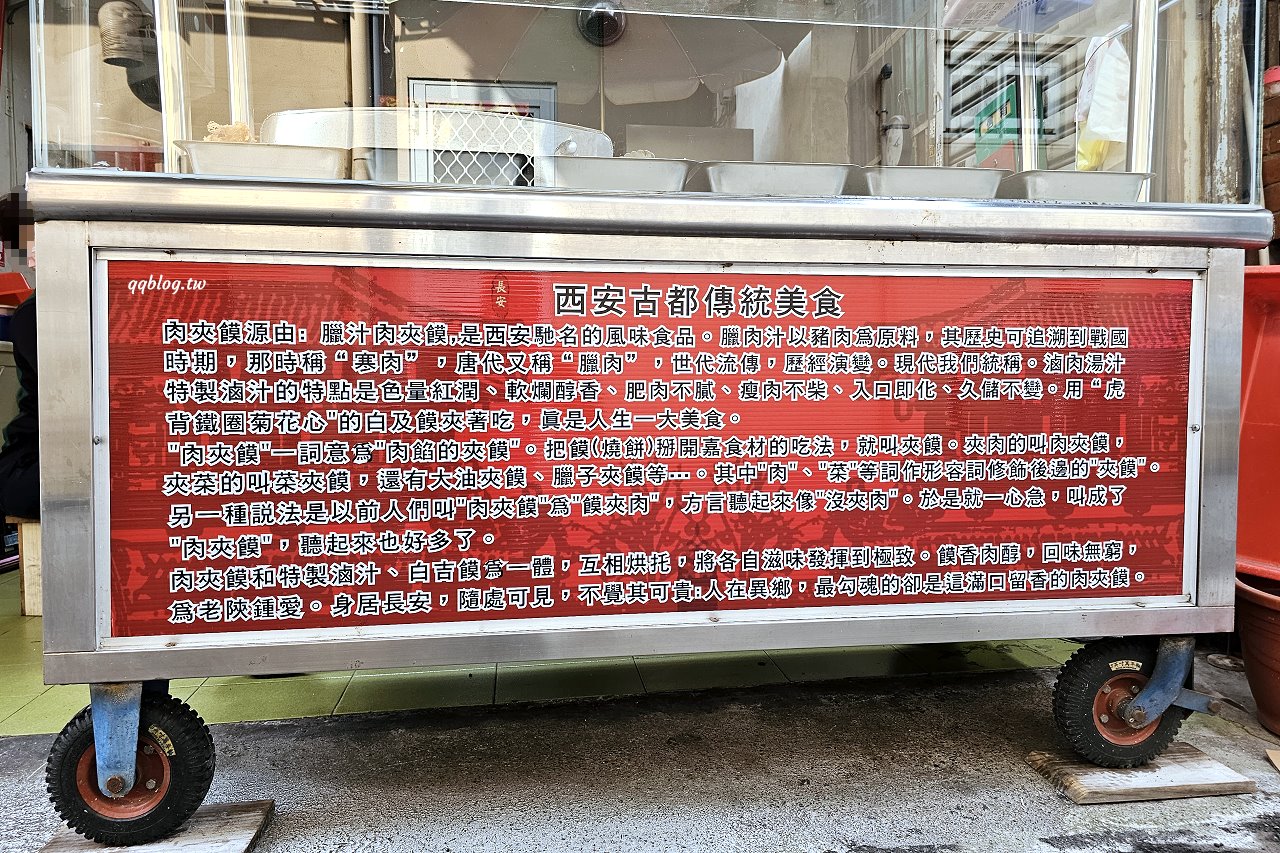 qqblog.tw
長安
西安古都傳統美食
肉夾饃源由: 臘汁肉夾饃,是西安馳名的風味食品。臘肉汁以豬肉爲原料，其歷史可追溯到戰國
時期，那時稱“寒肉”，唐代又稱“臘肉”，世代流傳，歷經演變。現代我們統稱。滷肉湯汁
特製滷汁的特點是色量紅潤、軟爛醇香、肥肉不膩、瘦肉不柴、入口即化、久儲不變。用“虎
背鐵圈菊花心"的白及饃夾著吃，真是人生一大美食。
"肉夾饃"一詞意爲"肉餡的夾饃"。把饃(燒餅)掰開嘉食材的吃法，就叫夾饃。夾肉的叫肉夾饃，
夾菜的叫菜夾饃，還有大油夾饃、臘子夾饃等…。其中"肉"、"菜"等詞作形容詞修飾後邊的"夾饃"。
另一種説法是以前人們叫"肉夾饃"爲"饃夾肉"，方言聽起來像"沒夾肉"。於是就一心急，叫成了
"肉夾饃"，聽起來也好多了。
肉夾饃和特製滷汁、白吉饃爲一體，互相烘托，將各自滋味發揮到極致。饃香肉醇，回味無窮，
爲老陝鍾愛。身居長安，隨處可見，不覺其可貴:人在異鄉，最勾魂的卻是這滿口留香的肉夾饃。